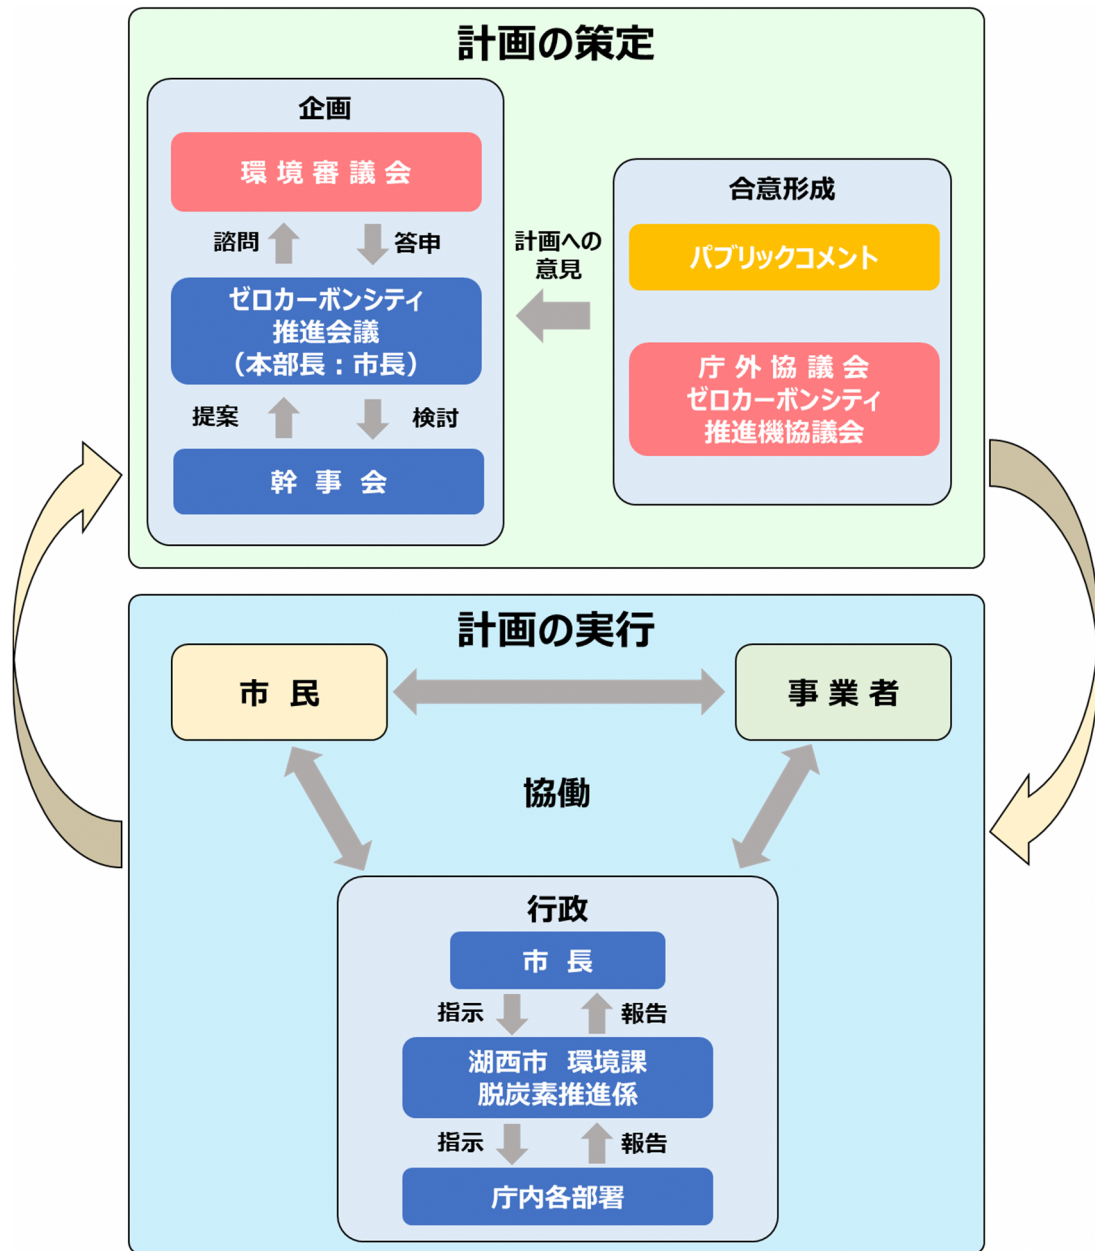 計画の策定
企画
環境審議会
諮問
答申
ゼロカーボンシティ
推進会議
（本部長：市長）
提案
検討
幹事会
計画への
意見
合意形成
パブリックコメント
庁外協議会
ゼロカーボンシティ
推進機協議会
計画の実行
市民
事業者
協働
行政
市長
指示
報告
湖西市 環境課
脱炭素推進係
指示
報告
庁内各部署